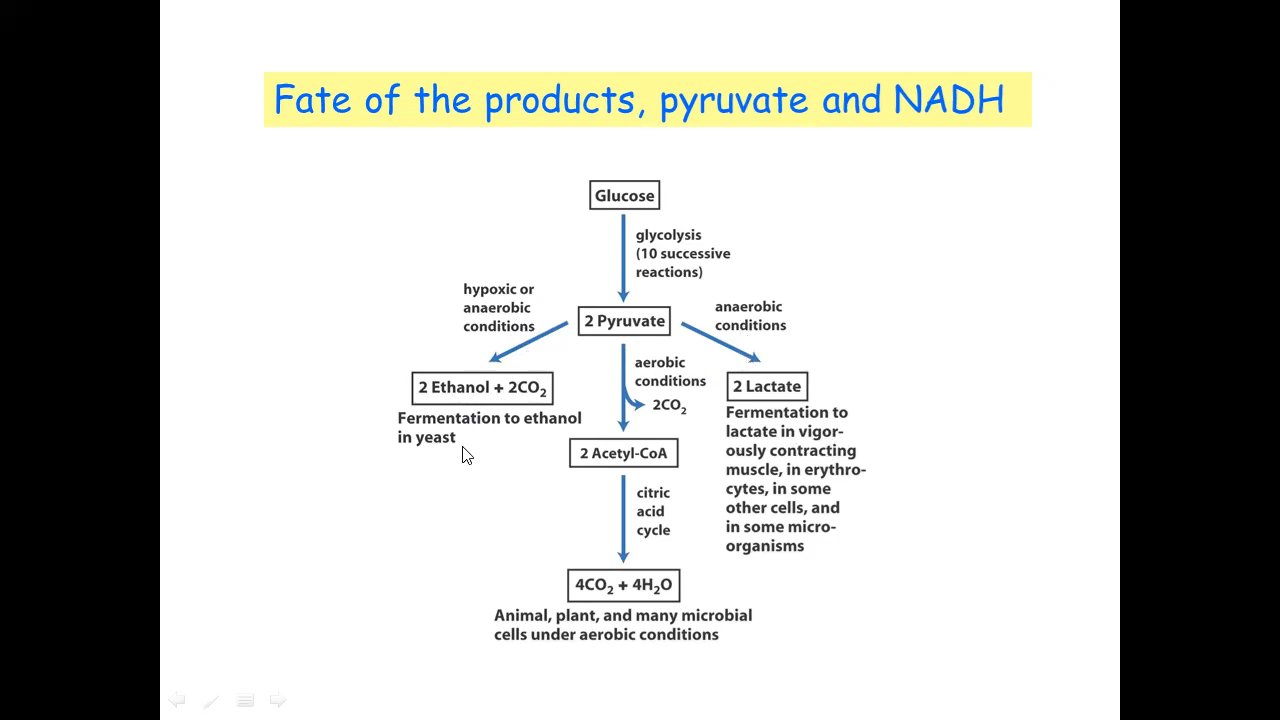 Fate of the products, pyruvate and NADH
Glucose
glycolysis
(10 successive
reactions)
hypoxic or
anaerobic
conditions
2 Pyruvate
anaerobic
conditions
2 Ethanol + 2CO₂
Fermentation to ethanol
in yeast
aerobic
conditions
2CO₂
2 Lactate
Fermentation to
lactate in vigor-
ously contracting
muscle, in erythro-
cytes, in some
other cells, and
in some micro-
organisms
2 Acetyl-CoA
citric
acid
cycle
4CO₂ + 4H₂O
Animal, plant, and many microbial
cells under aerobic conditions